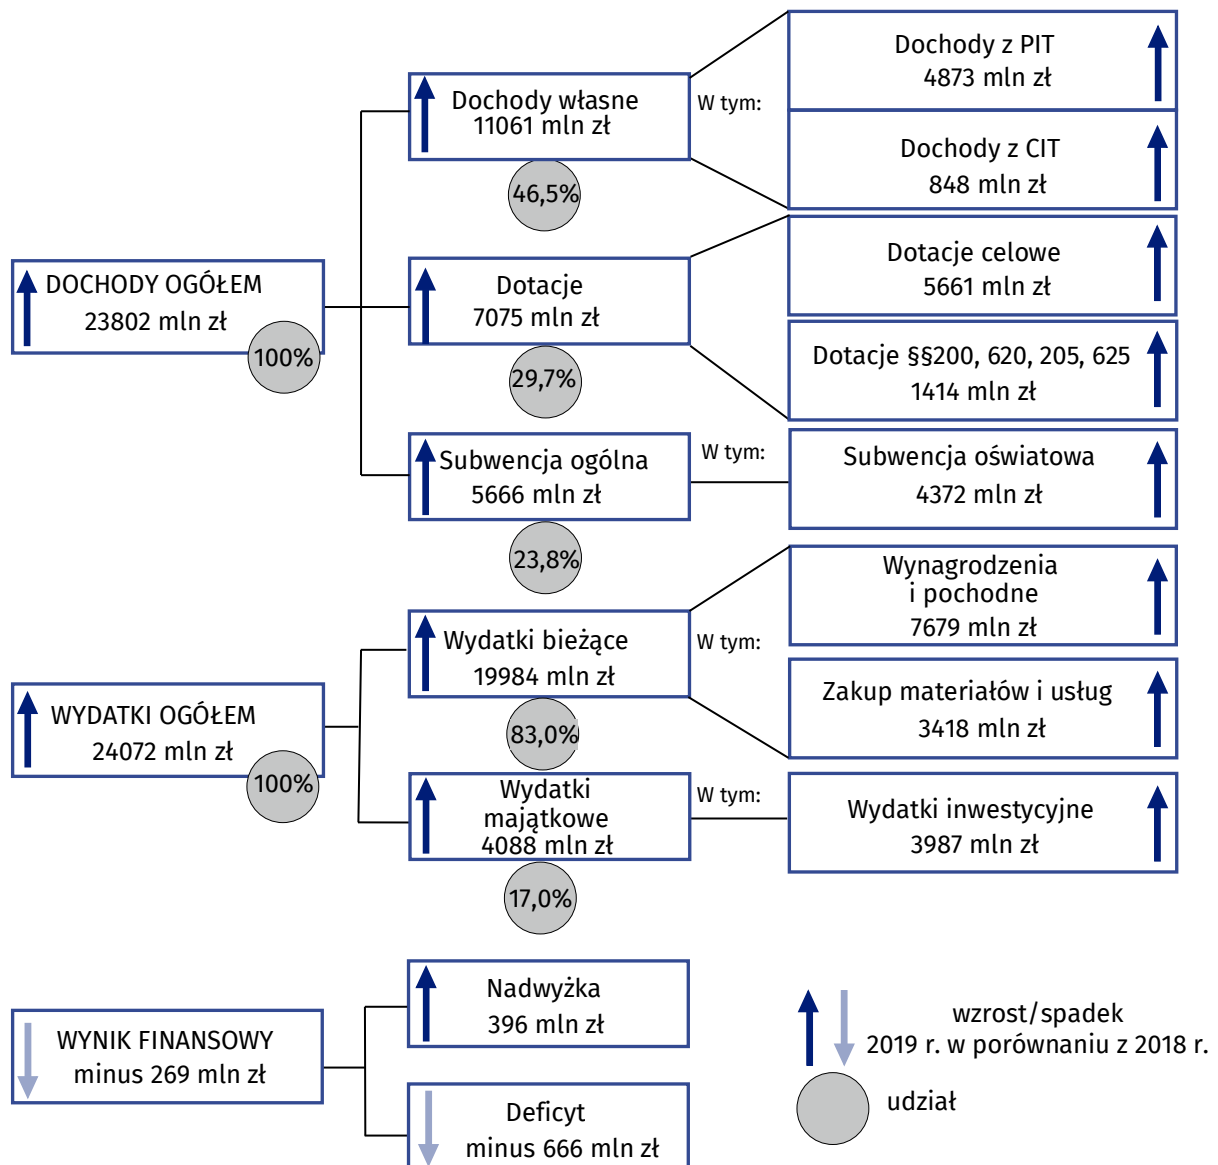 DOCHODY OGÓŁEM
23802 mln zł
100%
Dochody własne
11061 mln zł
46,5%
W tym:
Dochody z PIT
4873 mln zł
Dochody z CIT
848 mln zł
Dotacje
7075 mln zł
29,7%
Dotacje celowe
5661 mln zł
Dotacje §§200, 620, 205, 625
1414 mln zł
Subwencja ogólna
5666 mln zł
23,8%
W tym:
Subwencja oświatowa
4372 mln zł
WYDATKI OGÓŁEM
24072 mln zł
100%
Wydatki bieżące
19984 mln zł
83,0%
W tym:
Wynagrodzenia
i pochodne
7679 mln zł
Zakup materiałów i usług
3418 mln zł
Wydatki
majątkowe
4088 mln zł
17,0%
W tym:
Wydatki inwestycyjne
3987 mln zł
WYNIK FINANSOWY
minus 269 mln zł
Nadwyżka
396 mln zł
Deficyt
minus 666 mln zł
wzrost/spadek
2019 r. w porównaniu z 2018 r.
udział